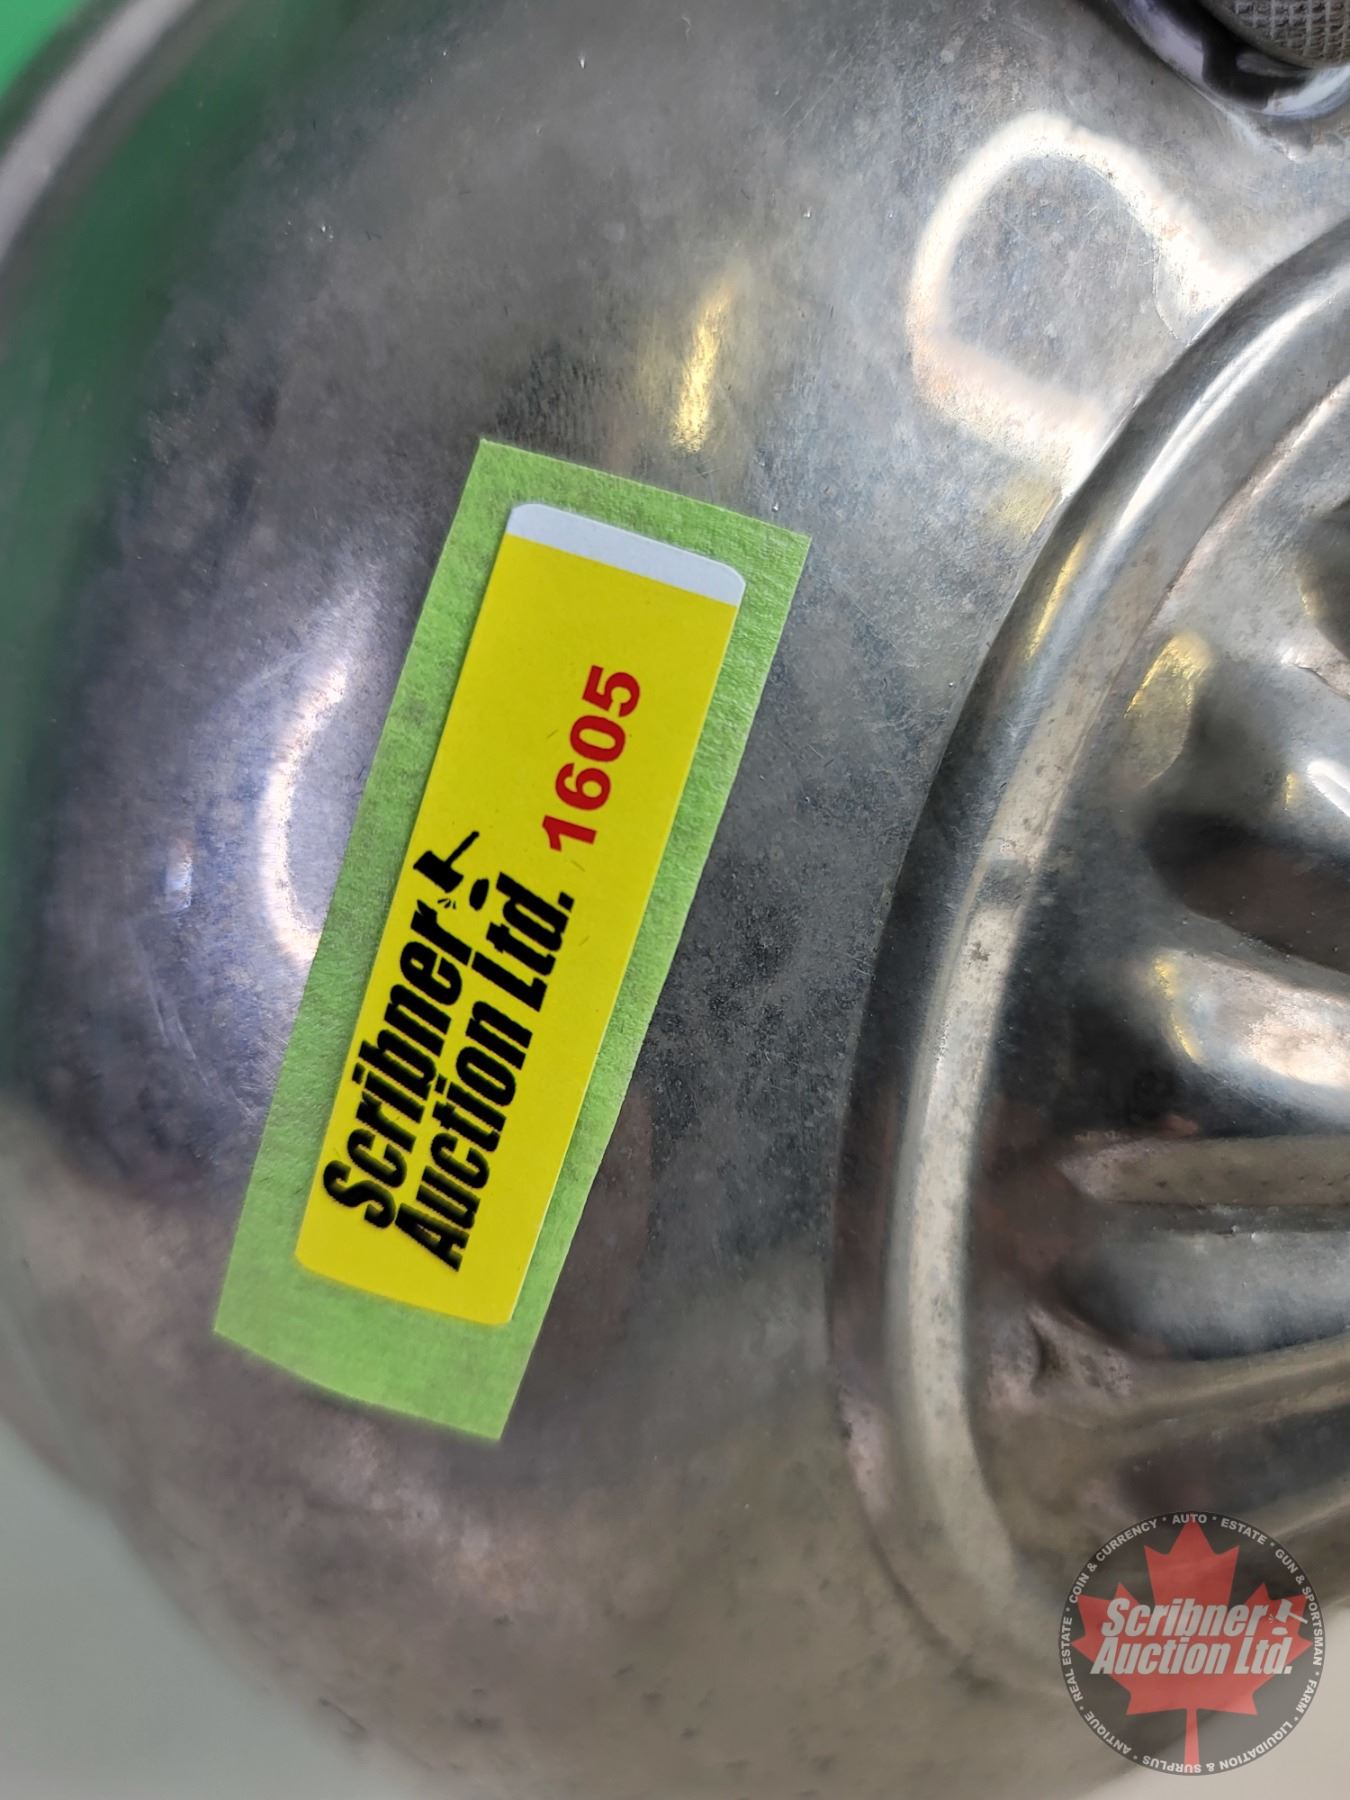 Scribner
Auction Ltd. 1605
COIN & CURRENCY * AUTO * ESTATE * GUN & SPORTSMAN * FARM * LIQUIDATION & SURPLUS * ANTIQUE * REAL ESTATE *
Scribner
Auction Ltd.